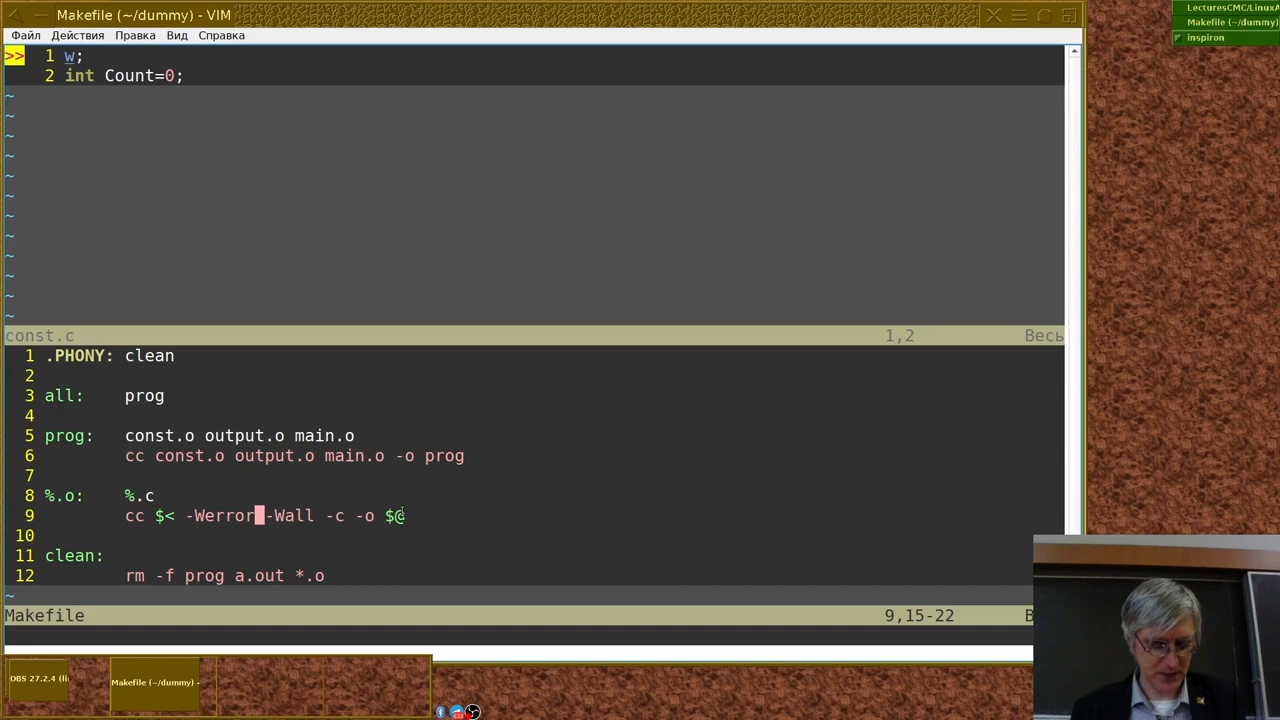 Makefile (~/dummy) - VIM
LecturesCMC/LinuxA
Makefile (~/dummy)
inspiron
Файл Действия Правка Вид Справка
>> 1 w;
2 int Count=0;
~
~
~
~
~
~
~
~
~
~
~
~
const.c 1,2 Весь
1 .PHONY: clean
2
3 all: prog
4
5 prog: const.o output.o main.o
6 cc const.o output.o main.o -o prog
7
8 %.o: %.c
9 cc $< -Werror -Wall -c -o $@
10
11 clean:
12 rm -f prog a.out *.o
~
Makefile 9,15-22 В
OBS 27.2.4 (li
Makefile (~/dummy) -